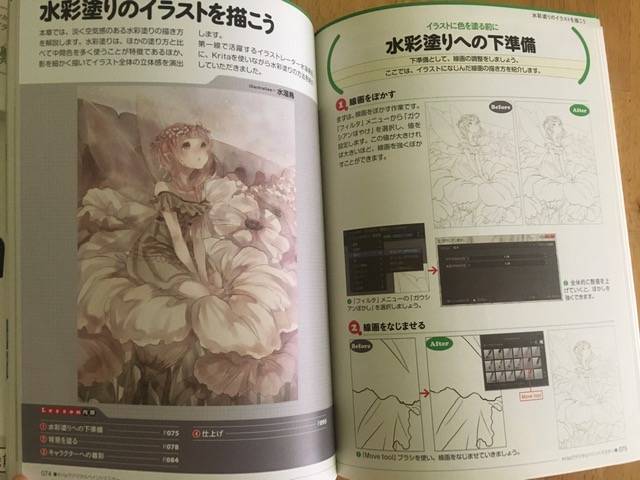 水彩塗りのイラストを描こう
本章では、淡く空気感のある水彩塗りの描き方
を解説します。水彩塗りは、ほかの塗り方と比
べて中間色を多く使うことが特徴であるほか、
影を細かく描いてイラスト全体の立体感を演出
します。
第一線で活躍するイラストレーター
に、Kritaを使いながら水彩塗りの方
していただきました。
Illustration
Lesson内容
1 水彩塗りへの下準備 P.075
2 背景を塗る P.078
3 キャラクターへの着彩 P.084
4 仕上げ
074
水彩塗りのイラストを描こう
イラストに色を塗る前に
水彩塗りへの下準備
下準備として、線画の調整をしましょう。
ここでは、イラストになじんだ線画の描き方を紹介します。
1 線画をぼかす
まずは、線画をぼかす作業です。
「フィルタ」メニューから「ガウ
シアンぼやけ」を選択し、値を
設定します。この値が大きけれ
ば大きいほど、線画を強くぼか
すことができます。
Before
After
1 「フィルタ」メニューの「ガウシ
アンぼかし」を選択しましょう。
2 全体的に数値を上
げていくと、ぼかしを
強くできます。
2 線画をなじませる
Before
After
Move tool
1 [Move tool]ブラシを使い、線画をなじませていきましょう。
075